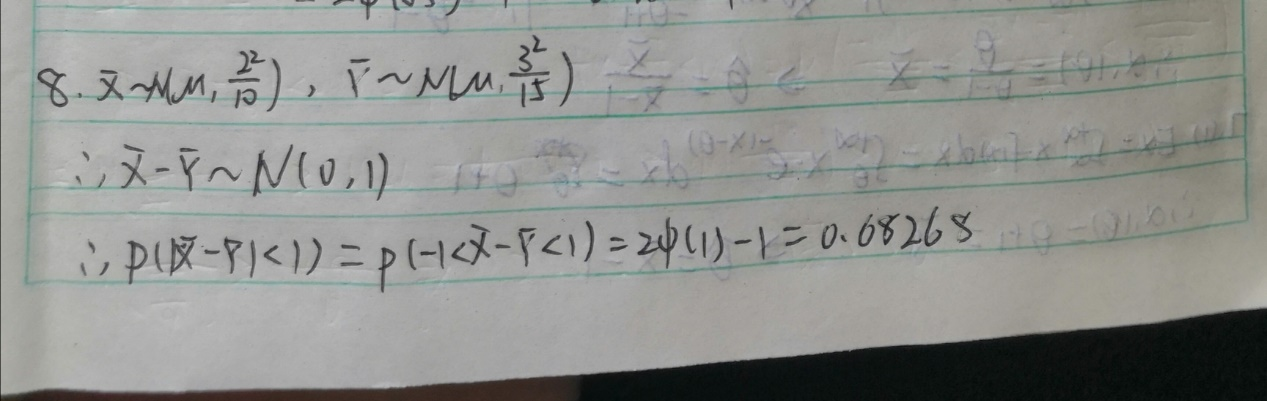 8. x̄~N(μ, 2²/10), Ȳ~N(μ, 3²/15)
∴ x̄-Ȳ~N(0,1)
∴ P(|x̄-Ȳ|<1)=P(-1<x̄-Ȳ<1)=2φ(1)-1=0.68268